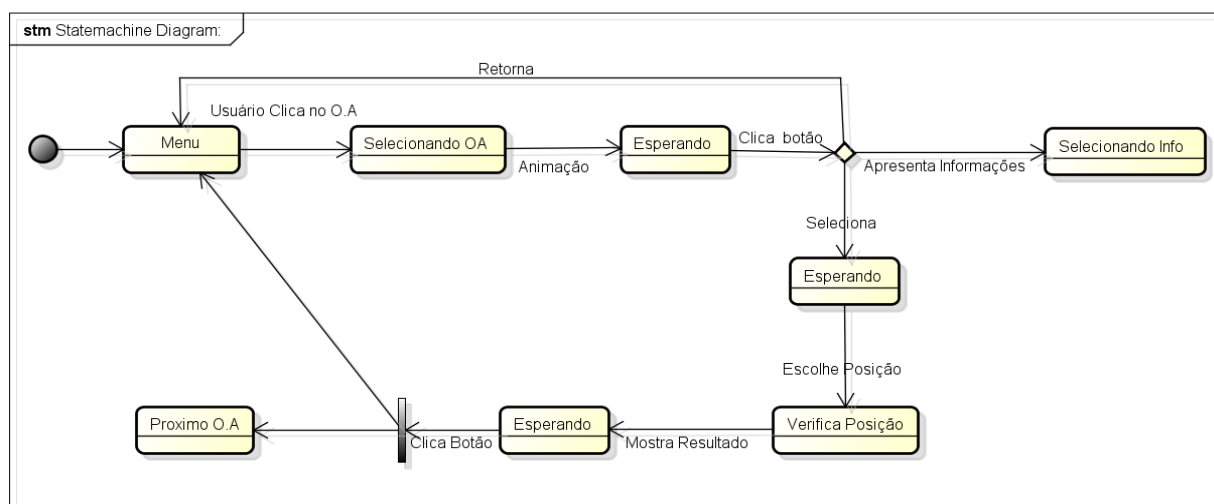 stm Statemachine Diagram:
Retorna
Usuário Clica no O.A
Menu
Selecionando OA
Animação
Esperando
Clica botão
Apresenta Informações
Selecionando Info
Seleciona
Esperando
Escolhe Posição
Proximo O.A
Clica Botão
Esperando
Mostra Resultado
Verifica Posição